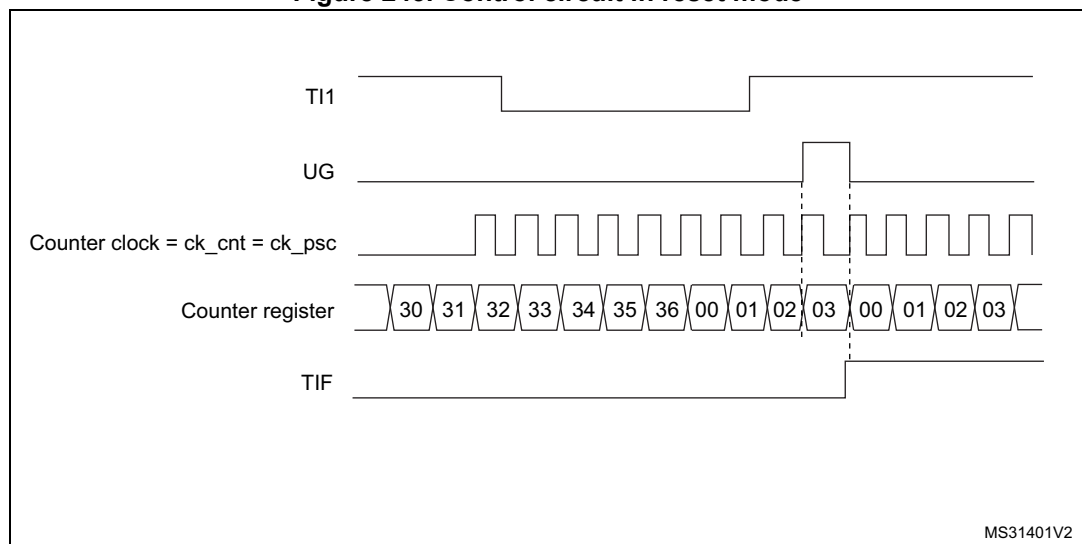 TI1
UG
Counter clock = ck_cnt = ck_psc
Counter register 30 31 32 33 34 35 36 00 01 02 03 00 01 02 03
TIF
MS31401V2